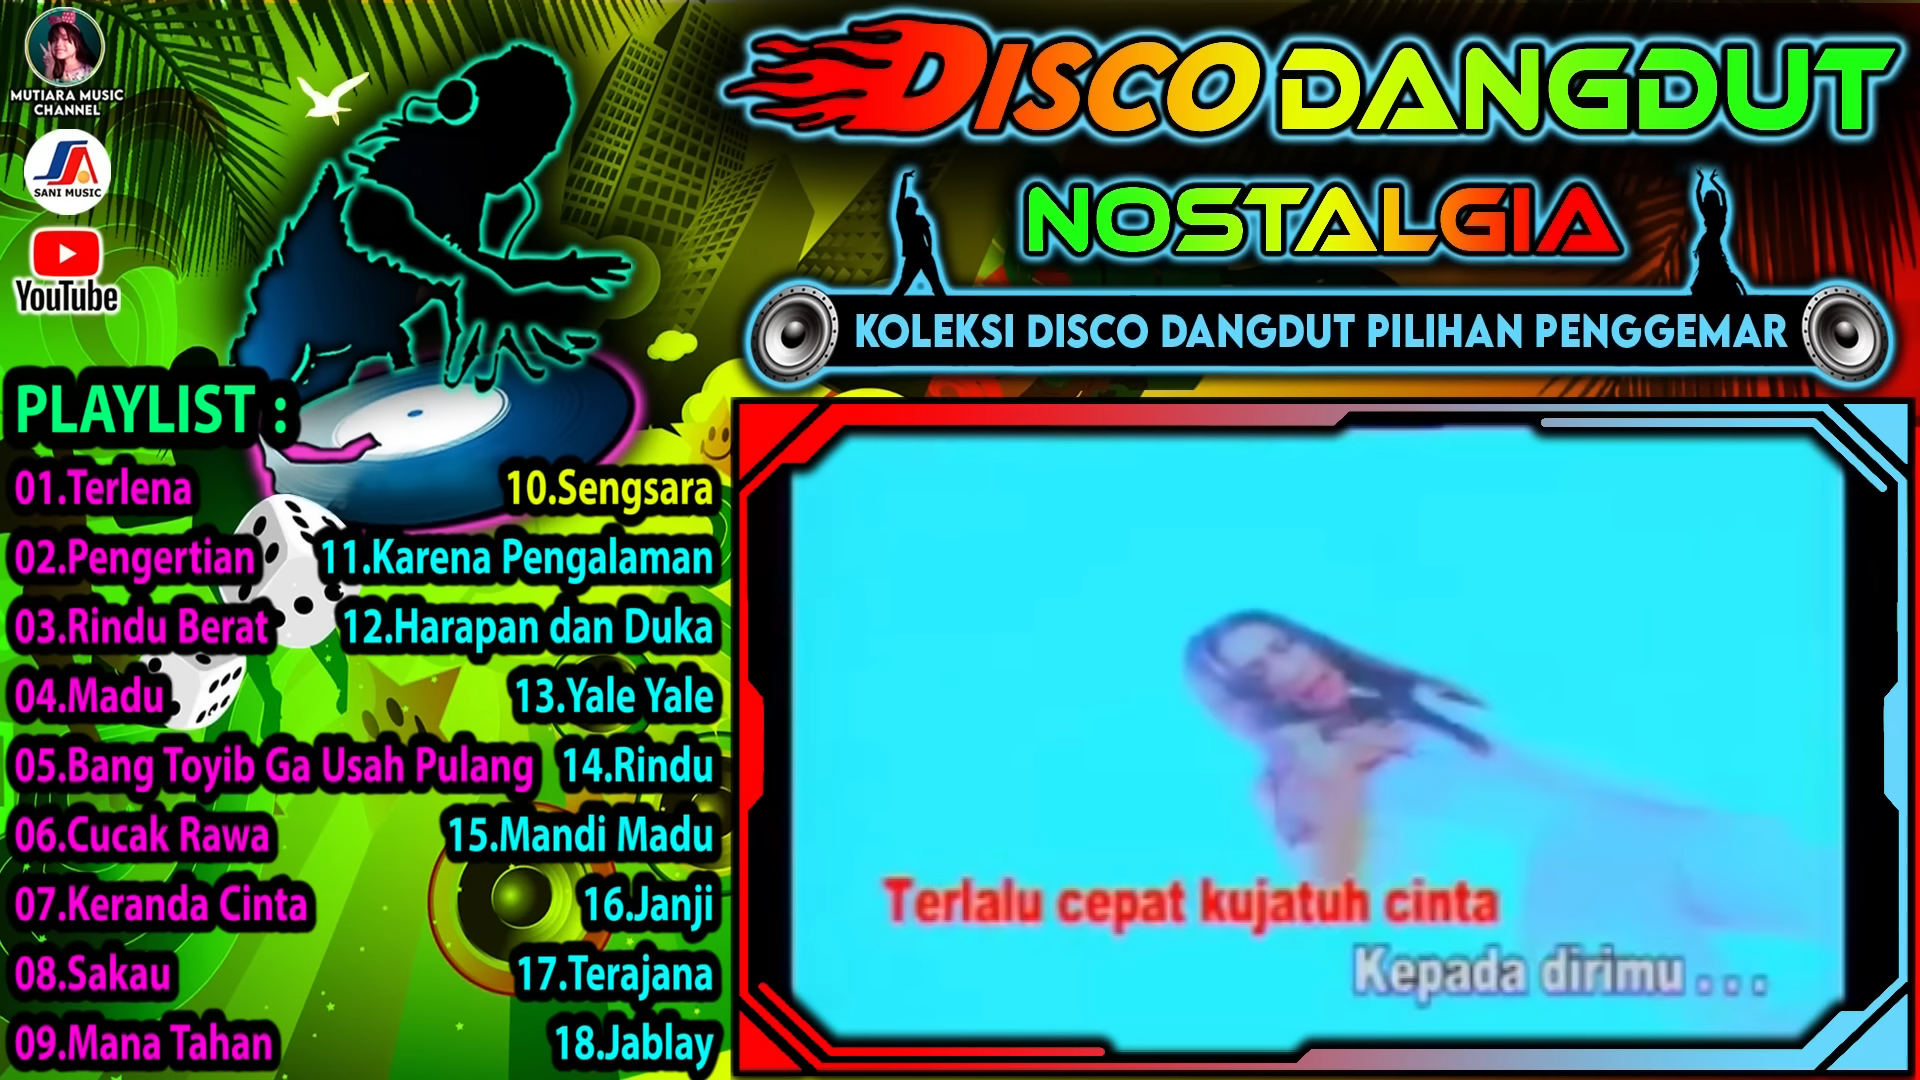 MUTIARA MUSIC
CHANNEL
SANI MUSIC
YouTube
DISCO DANGDUT
NOSTALGIA
KOLEKSI DISCO DANGDUT PILIHAN PENGGEMAR
PLAYLIST :
01.Terlena
02.Pengertian
03.Rindu Berat
04.Madu
05.Bang Toyib Ga Usah Pulang
06.Cucak Rawa
07.Keranda Cinta
08.Sakau
09.Mana Tahan
10.Sengsara
11.Karena Pengalaman
12.Harapan dan Duka
13.Yale Yale
14.Rindu
15.Mandi Madu
16.Janji
17.Terajana
18.Jablay
Terlalu cepat kujatuh cinta
Kepada dirimu . . .